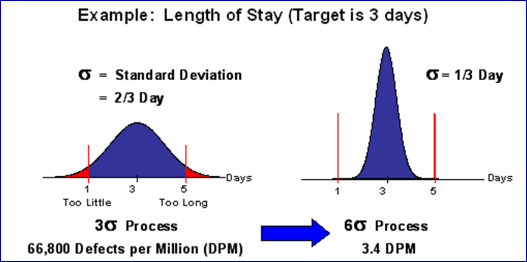 Example: Length of Stay (Target is 3 days)
σ = Standard Deviation
= 2/3 Day
σ = 1/3 Day
1 3 5 Days
Too Little Too Long
1 3 5 Days
3σ Process
66,800 Defects per Million (DPM)
6σ Process
3.4 DPM